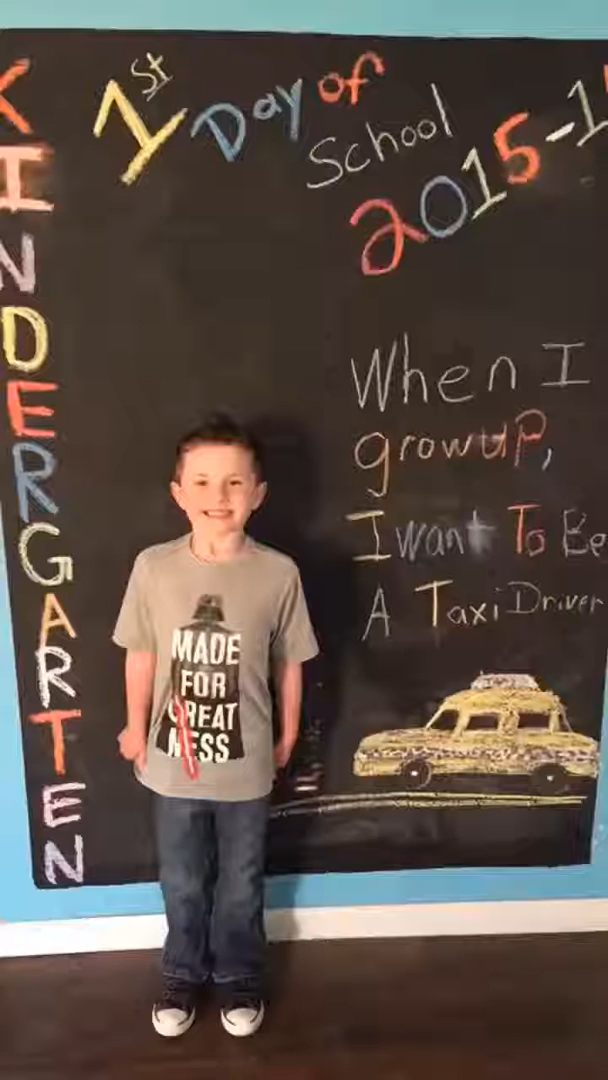 KINDERGARTEN
1st Day of
School
2015-1
When I
grow up,
I want To Be
A Taxi Driver
MADE
FOR
GREAT
NESS